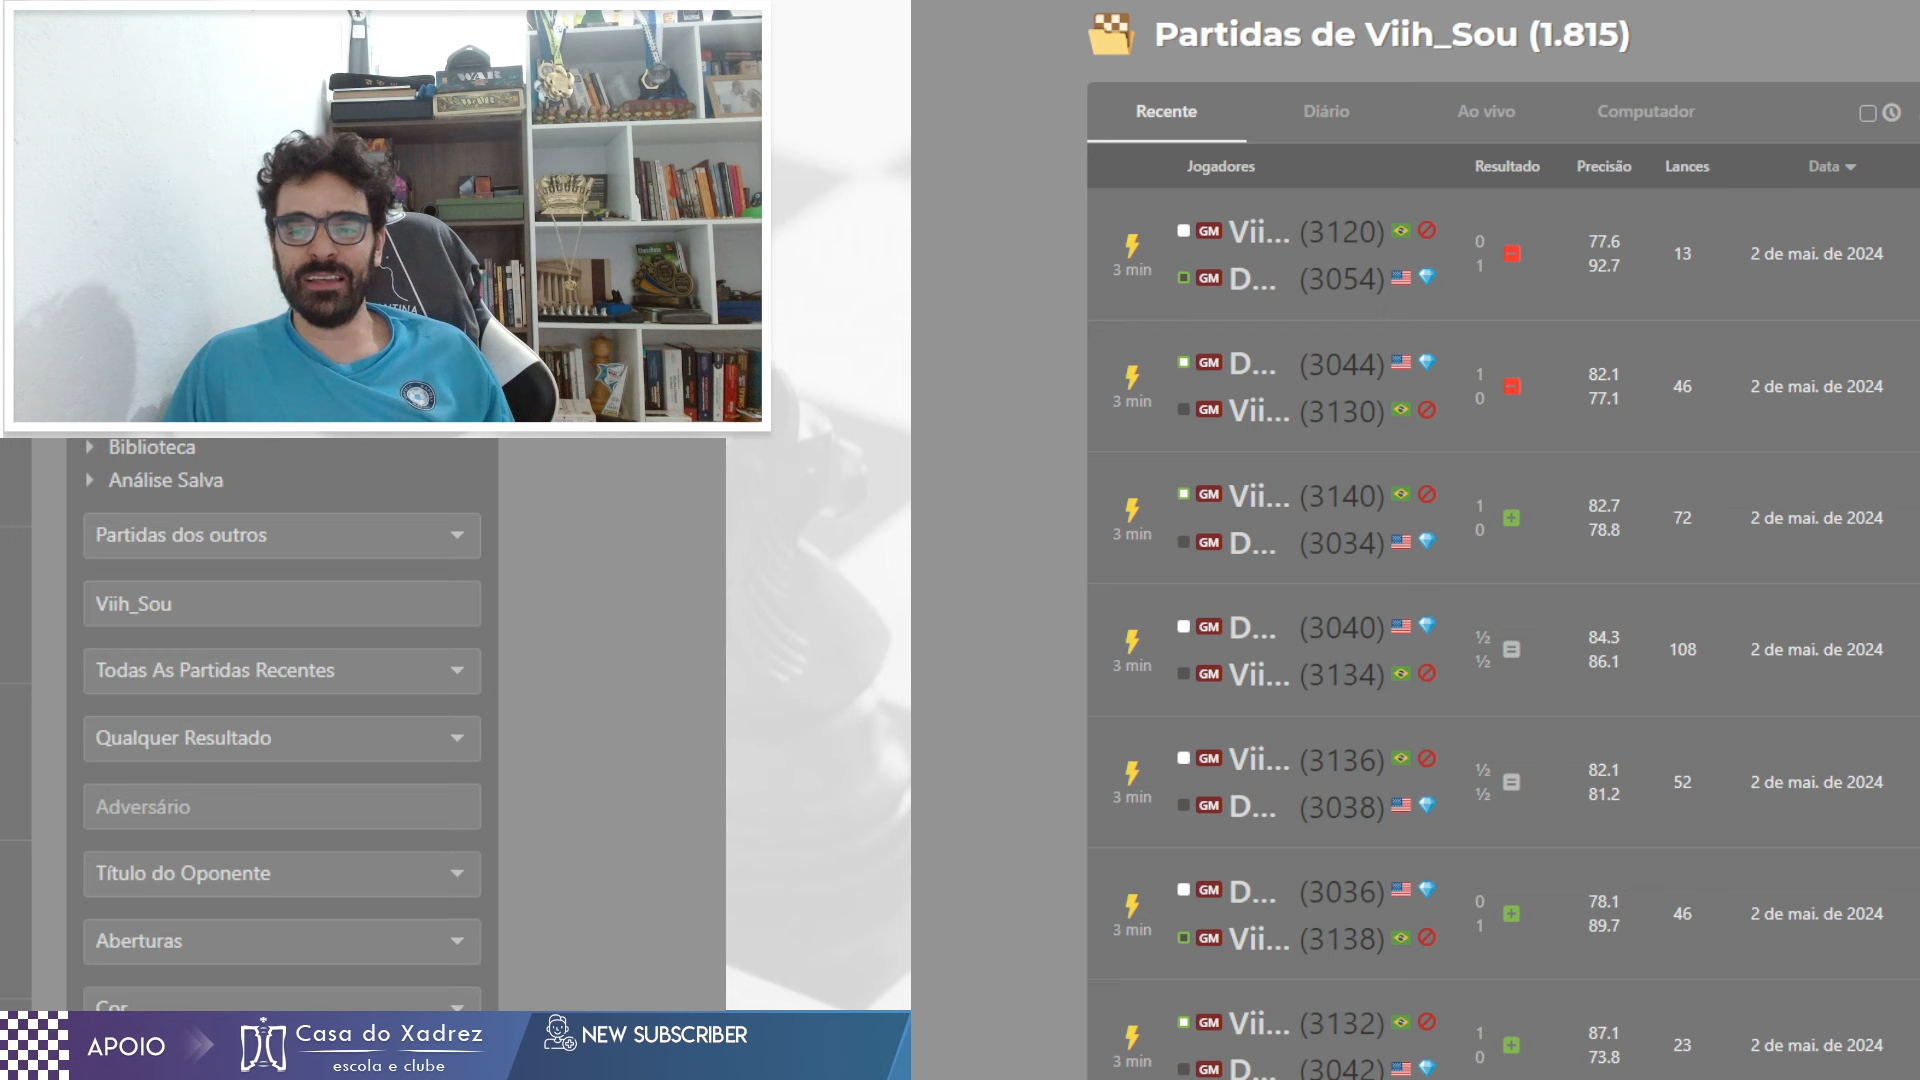 WAR
WAR
Biblioteca
Análise Salva
Partidas dos outros
Viih_Sou
Todas As Partidas Recentes
Qualquer Resultado
Adversário
Título do Oponente
Aberturas
Cor
APOIO
Casa do Xadrez
escola e clube
NEW SUBSCRIBER
Partidas de Viih_Sou (1.815)
Recente Diário Ao vivo Computador
Jogadores Resultado Precisão Lances Data
3 min
GM Vii... (3120) 0 77.6
GM D... (3054) 1 92.7
13 2 de mai. de 2024
3 min
GM D... (3044) 1 82.1
GM Vii... (3130) 0 77.1
46 2 de mai. de 2024
3 min
GM Vii... (3140) 1 82.7
GM D... (3034) 0 78.8
72 2 de mai. de 2024
3 min
GM D... (3040) ½ 84.3
GM Vii... (3134) ½ 86.1
108 2 de mai. de 2024
3 min
GM Vii... (3136) ½ 82.1
GM D... (3038) ½ 81.2
52 2 de mai. de 2024
3 min
GM D... (3036) 0 78.1
GM Vii... (3138) 1 89.7
46 2 de mai. de 2024
3 min
GM Vii... (3132) 1 87.1
GM D... (3042) 0 73.8
23 2 de mai. de 2024